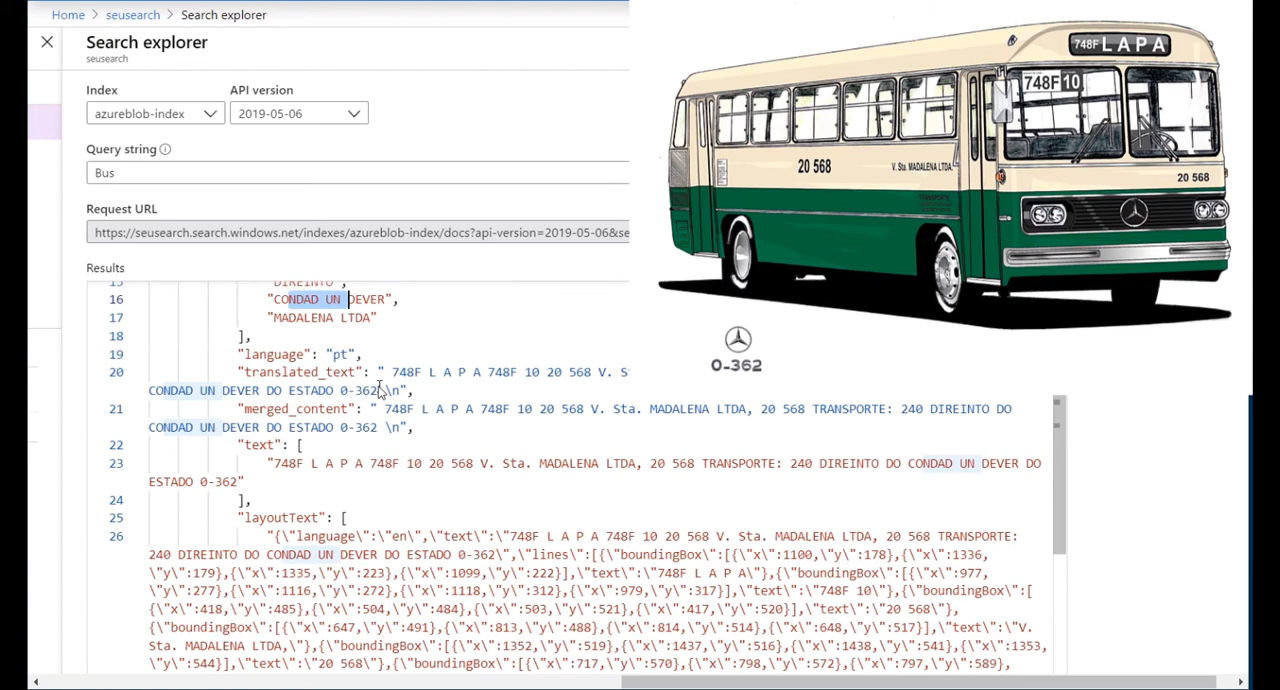 Home > seusearch > Search explorer
Search explorer
seusearch
Index
API version
azureblob-index
2019-05-06
Query string
Bus
Request URL
https://seusearch.search.windows.net/indexes/azureblob-index/docs?api-version=2019-05-06&se
Results
15 "DIREINTO",
16 "CONDAD UN DEVER",
17 "MADALENA LTDA"
18 ],
19 "language": "pt",
20 "translated_text": " 748F L A P A 748F 10 20 568 V. S
CONDAD UN DEVER DO ESTADO 0-362 \n",
21 "merged_content": " 748F L A P A 748F 10 20 568 V. Sta. MADALENA LTDA, 20 568 TRANSPORTE: 240 DIREINTO DO
CONDAD UN DEVER DO ESTADO 0-362 \n",
22 "text": [
23 "748F L A P A 748F 10 20 568 V. Sta. MADALENA LTDA, 20 568 TRANSPORTE: 240 DIREINTO DO CONDAD UN DEVER DO
ESTADO 0-362"
24 ],
25 "layoutText": [
26 "{\"language\":\"en\",\"text\":\"748F L A P A 748F 10 20 568 V. Sta. MADALENA LTDA, 20 568 TRANSPORTE:
240 DIREINTO DO CONDAD UN DEVER DO ESTADO 0-362\",\"lines\":[{\"boundingBox\":[{\"x\":1100,\"y\":178},{\"x\":1336,
\"y\":179},{\"x\":1335,\"y\":223},{\"x\":1099,\"y\":222}],\"text\":\"748F L A P A\"},{\"boundingBox\":[{\"x\":977,
\"y\":277},{\"x\":1116,\"y\":272},{\"x\":1118,\"y\":312},{\"x\":979,\"y\":317}],\"text\":\"748F 10\"},{\"boundingBox\":[
{\"x\":418,\"y\":485},{\"x\":504,\"y\":484},{\"x\":503,\"y\":521},{\"x\":417,\"y\":520}],\"text\":\"20 568\"},
{\"boundingBox\":[{\"x\":647,\"y\":491},{\"x\":813,\"y\":488},{\"x\":814,\"y\":514},{\"x\":648,\"y\":517}],\"text\":\"V.
Sta. MADALENA LTDA,\"},{\"boundingBox\":[{\"x\":1352,\"y\":519},{\"x\":1437,\"y\":516},{\"x\":1438,\"y\":541},{\"x\":1353,
\"y\":544}],\"text\":\"20 568\"},{\"boundingBox\":[{\"x\":717,\"y\":570},{\"x\":798,\"y\":572},{\"x\":797,\"y\":589},
748F LAPA
748F 10
20 568
V. Sta. MADALENA LTDA.
20 568
TRANSPORTE
O-362